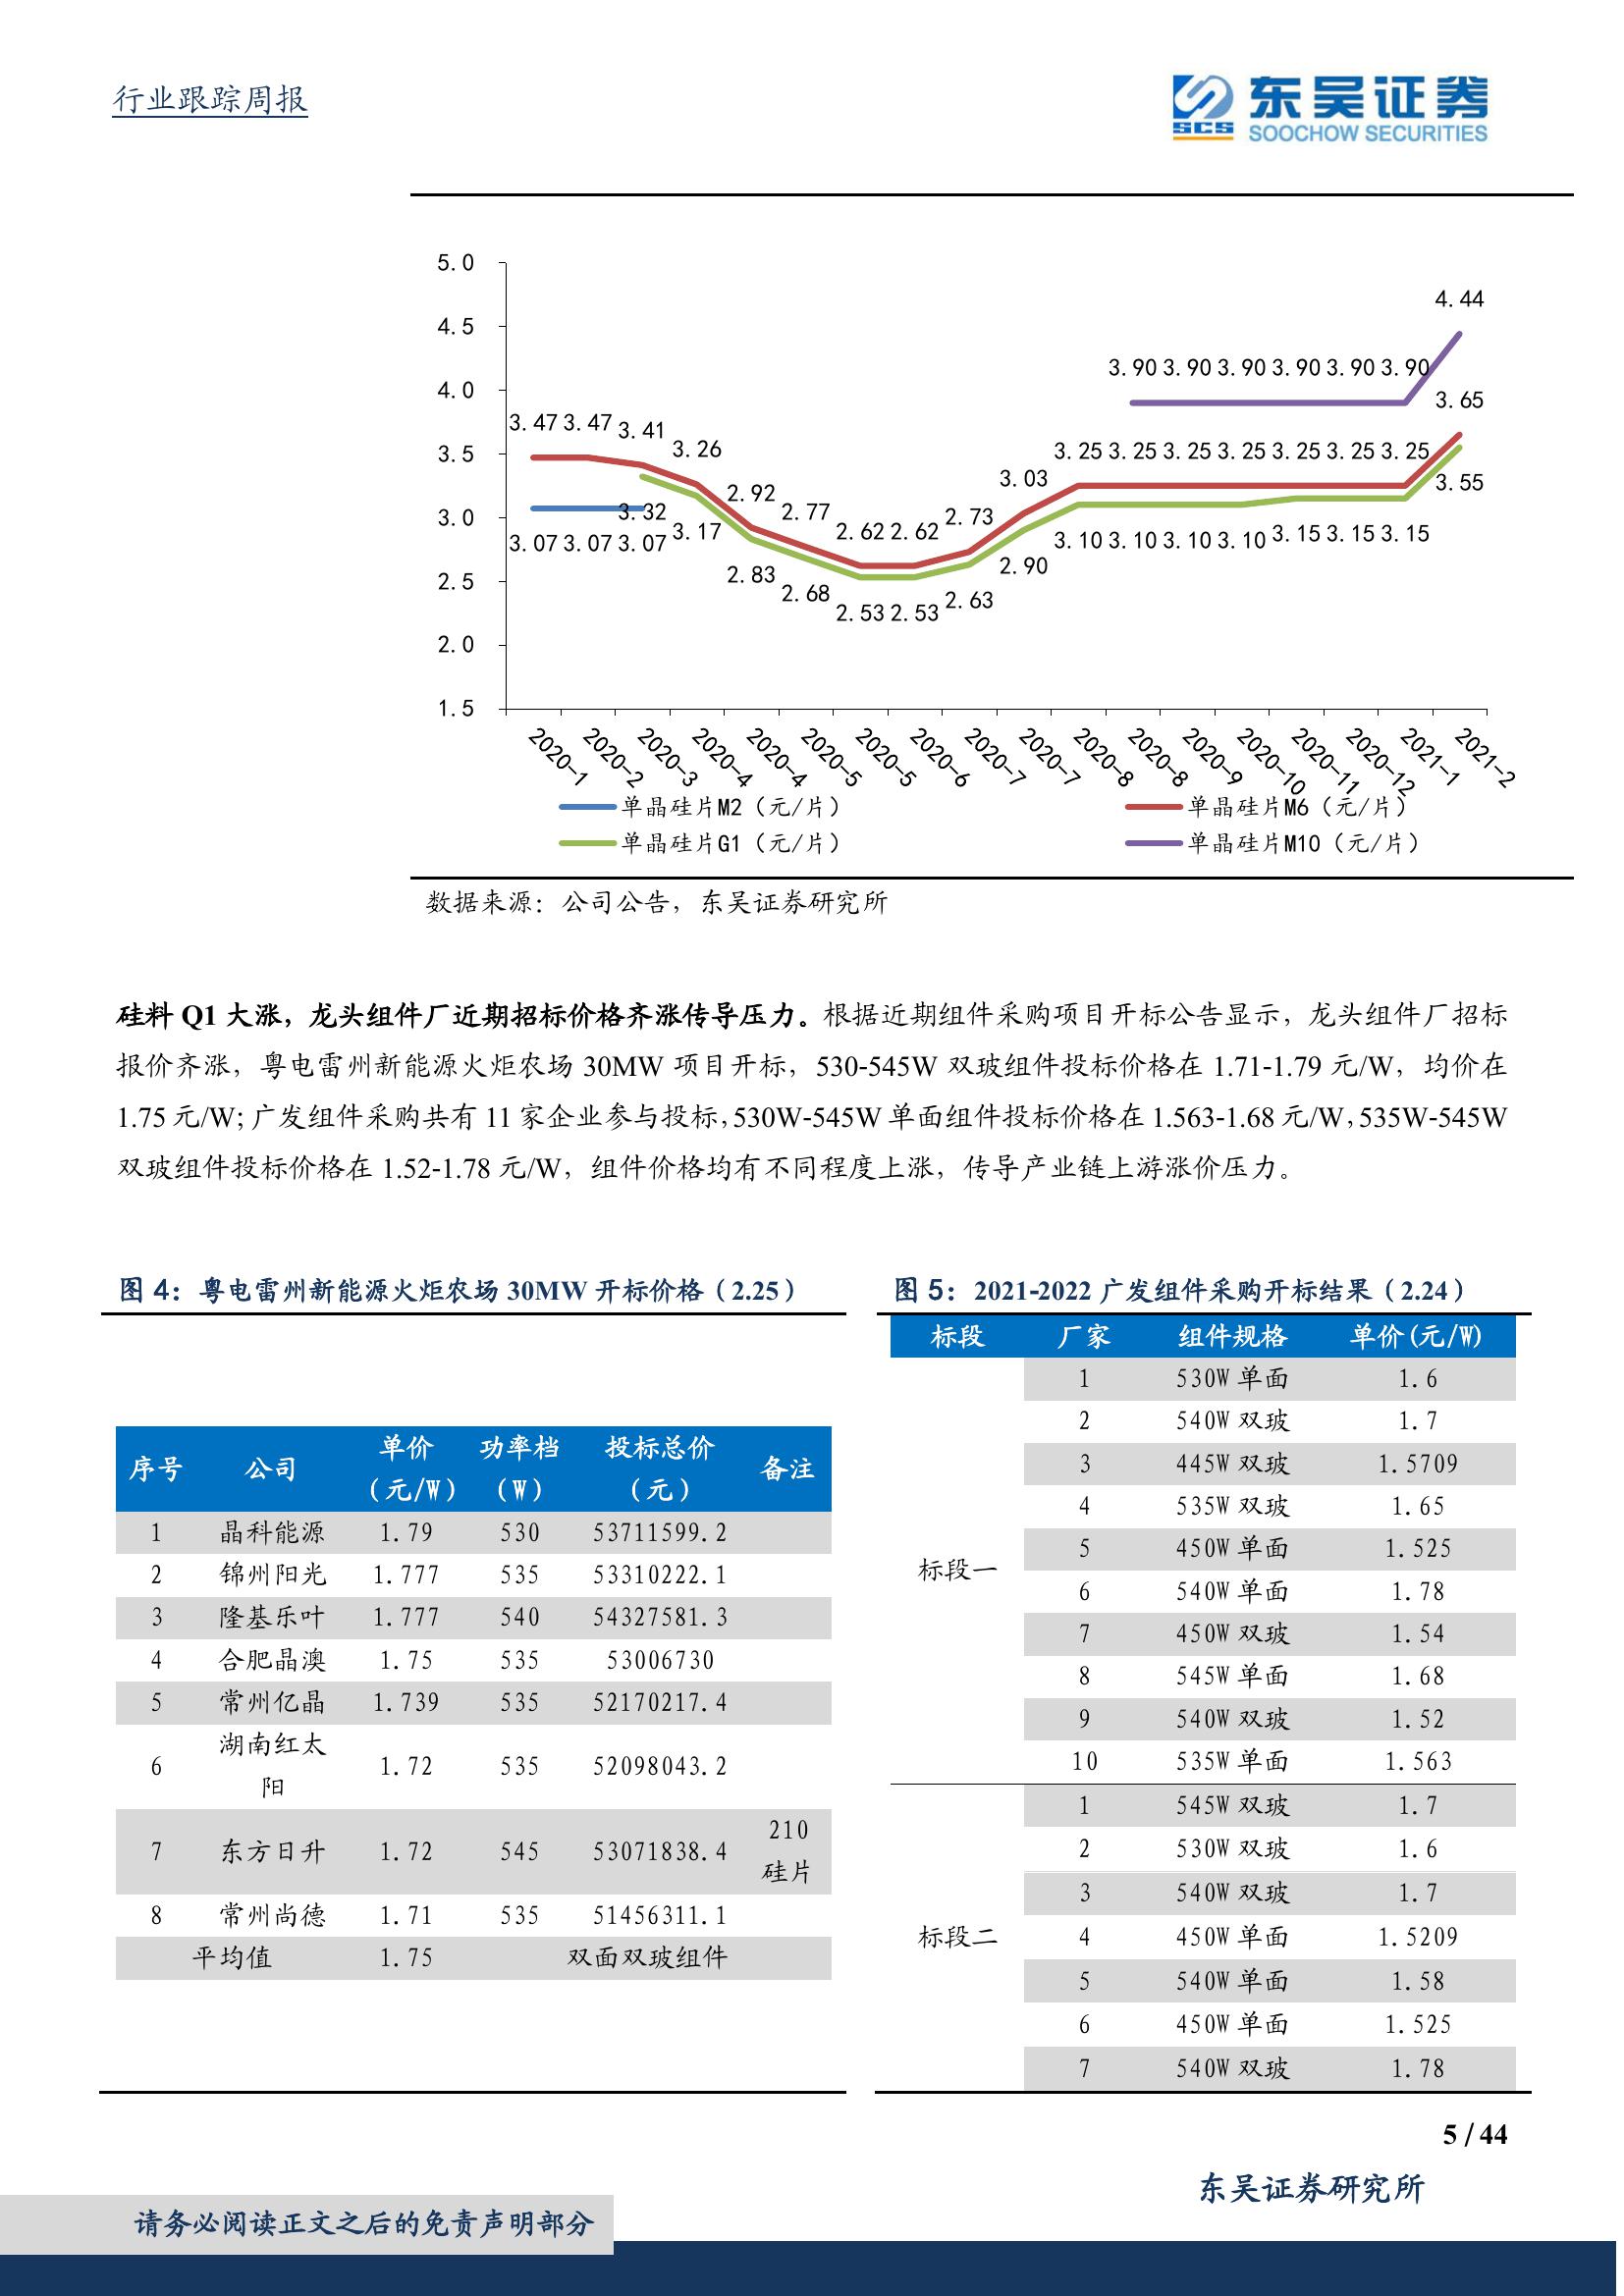 行业跟踪周报
SCS 东吴证券
SOOCHOW SECURITIES
5.0
4.5
4.0
3.5
3.0
2.5
2.0
1.5
4.44
3.90 3.90 3.90 3.90 3.90 3.90
3.65
3.47 3.47 3.41 3.26 2.92 2.77 2.62 2.62 2.73 3.03 3.25 3.25 3.25 3.25 3.25 3.25 3.25
3.55
3.32 3.17 2.83 2.68 2.53 2.53 2.63 2.90 3.10 3.10 3.10 3.10 3.15 3.15 3.15
3.07 3.07 3.07
2020-1 2020-2 2020-3 2020-4 2020-4 2020-5 2020-5 2020-6 2020-7 2020-7 2020-8 2020-8 2020-9 2020-10 2020-11 2020-12 2021-1 2021-2
单晶硅片M2（元/片） 单晶硅片M6（元/片）
单晶硅片G1（元/片） 单晶硅片M10（元/片）
数据来源：公司公告，东吴证券研究所
硅料 Q1 大涨，龙头组件厂近期招标价格齐涨传导压力。根据近期组件采购项目开标公告显示，龙头组件厂招标
报价齐涨，粤电雷州新能源火炬农场 30MW 项目开标，530-545W 双玻组件投标价格在 1.71-1.79 元/W，均价在
1.75 元/W；广发组件采购共有 11 家企业参与投标，530W-545W 单面组件投标价格在 1.563-1.68 元/W，535W-545W
双玻组件投标价格在 1.52-1.78 元/W，组件价格均有不同程度上涨，传导产业链上游涨价压力。
图 4：粤电雷州新能源火炬农场 30MW 开标价格（2.25）
序号 公司 单价（元/W） 功率档（W） 投标总价（元） 备注
1 晶科能源 1.79 530 53711599.2
2 锦州阳光 1.777 535 53310222.1
3 隆基乐叶 1.777 540 54327581.3
4 合肥晶澳 1.75 535 53006730
5 常州亿晶 1.739 535 52170217.4
6 湖南红太阳 1.72 535 52098043.2
7 东方日升 1.72 545 53071838.4 210硅片
8 常州尚德 1.71 535 51456311.1
平均值 1.75 双面双玻组件
图 5：2021-2022 广发组件采购开标结果（2.24）
标段 厂家 组件规格 单价(元/W)
标段一
1 530W 单面 1.6
2 540W 双玻 1.7
3 445W 双玻 1.5709
4 535W 双玻 1.65
5 450W 单面 1.525
6 540W 单面 1.78
7 450W 双玻 1.54
8 545W 单面 1.68
9 540W 双玻 1.52
10 535W 单面 1.563
标段二
1 545W 双玻 1.7
2 530W 双玻 1.6
3 540W 双玻 1.7
4 450W 单面 1.5209
5 540W 单面 1.58
6 450W 单面 1.525
7 540W 双玻 1.78
5 / 44
东吴证券研究所
请务必阅读正文之后的免责声明部分